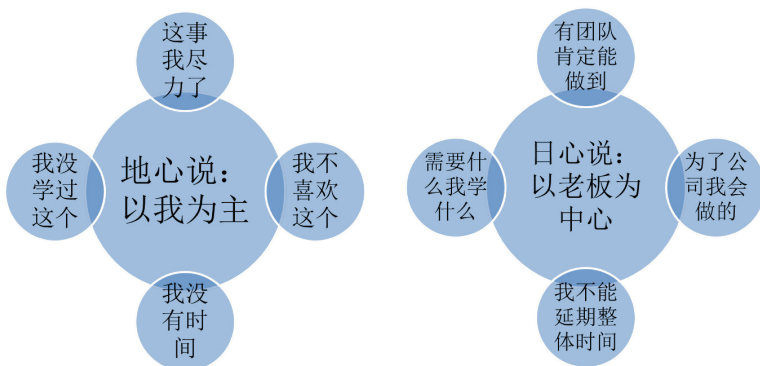 这事
我尽
力了
我没
学过
这个
地心说：
以我为主
我不
喜欢
这个
我没
有时
间
有团队
肯定能
做到
需要什
么我学
什么
日心说：
以老板为
中心
为了公
司我会
做的
我不能
延期整
体时间